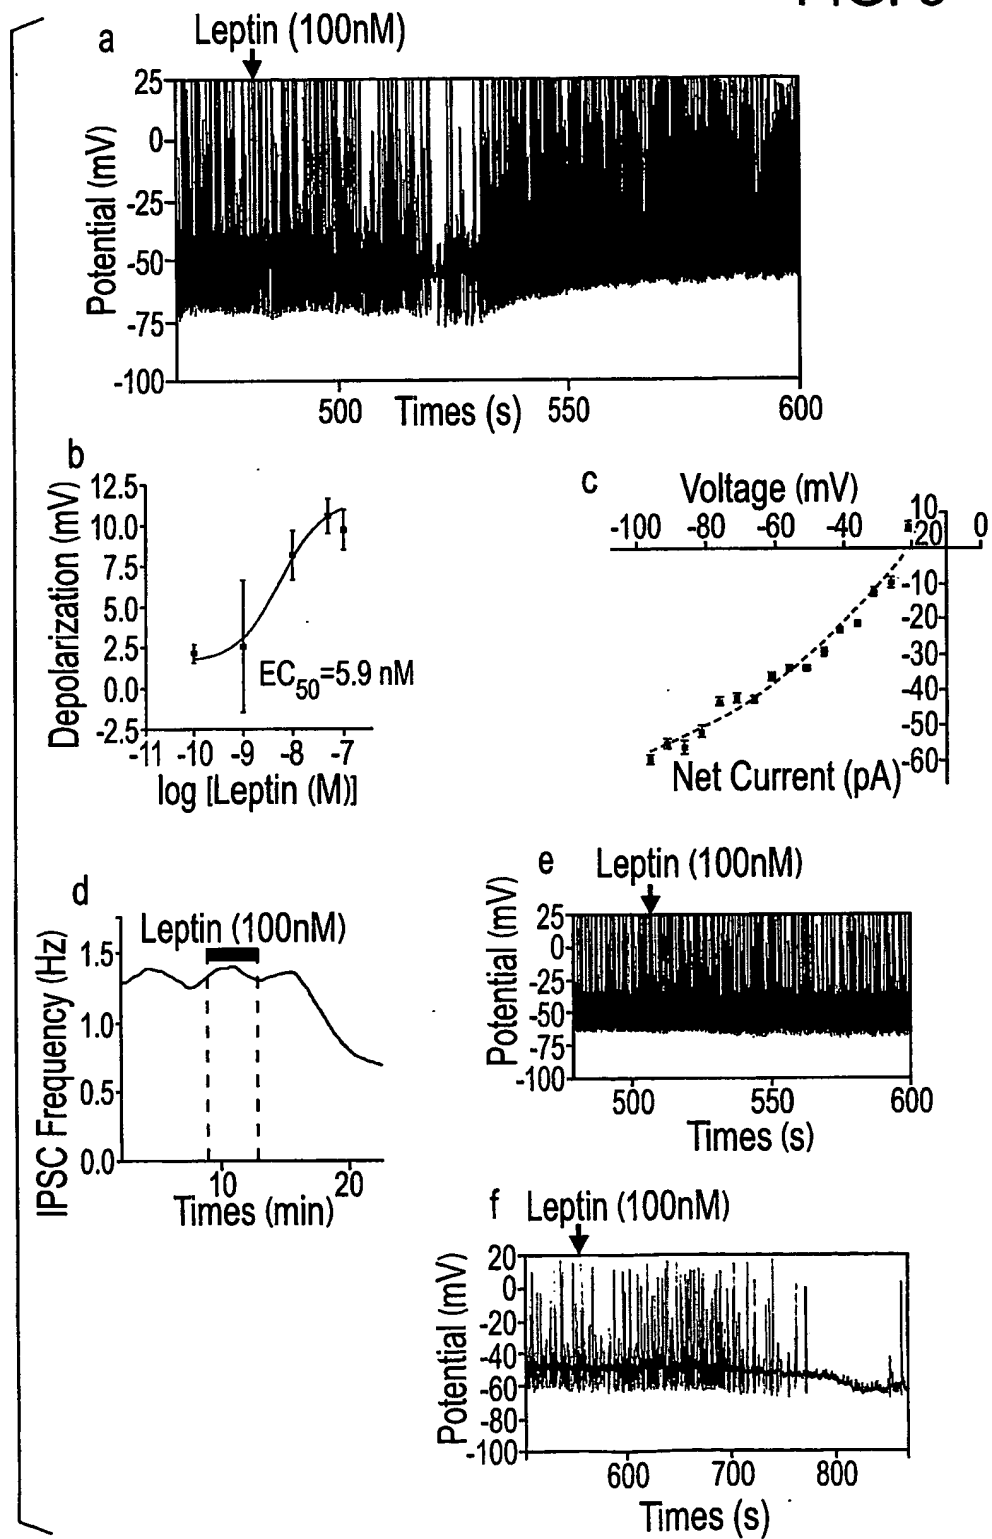 a
Leptin (100nM)
25
0
-25
-50
-75
-100
Potential (mV)
500
550
600
Times (s)
b
12.5
10.0
7.5
5.0
2.5
0.0
-2.5
Depolarization (mV)
EC50=5.9 nM
-11 -10 -9 -8 -7
log [Leptin (M)]
c
Voltage (mV)
-100 -80 -60 -40 20 0
10
-10
-20
-30
-40
-50
-60
Net Current (pA)
d
Leptin (100nM)
1.5
1.0
0.5
0.0
IPSC Frequency (Hz)
10
20
Times (min)
e
Leptin (100nM)
25
0
-25
-50
-75
-100
Potential (mV)
500
550
600
Times (s)
f
Leptin (100nM)
20
0
-20
-40
-60
-80
-100
Potential (mV)
600
700
800
Times (s)